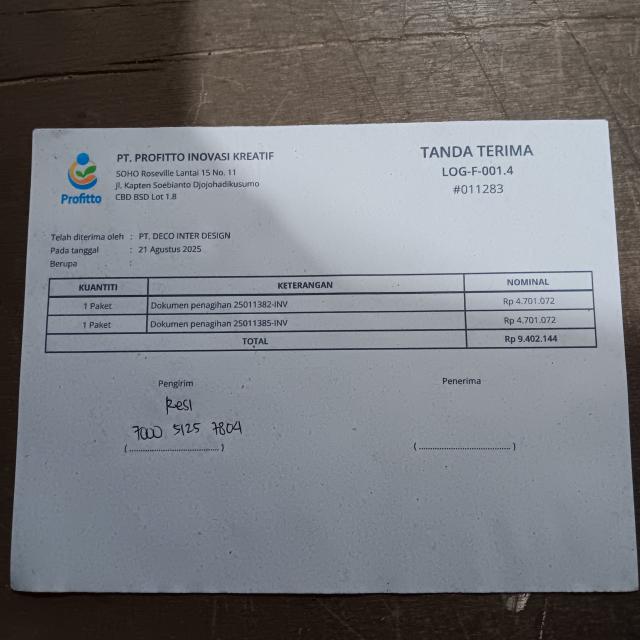 PT. PROFITTO INOVASI KREATIF
SOHO Roseville Lantai 15 No. 11
Jl. Kapten Soebianto Djojohadikusumo
CBD BSD Lot 1.8
Profitto
TANDA TERIMA
LOG-F-001.4
#011283
Telah diterima oleh : PT. DECO INTER DESIGN
Pada tanggal : 21 Agustus 2025
Berupa :
KUANTITI KETERANGAN NOMINAL
1 Paket Dokumen penagihan 25011382-INV Rp 4.701.072
1 Paket Dokumen penagihan 25011385-INV Rp 4.701.072
TOTAL Rp 9.402.144
Pengirim Penerima
Resi
7000 5125 7804
(..............................) (..............................)